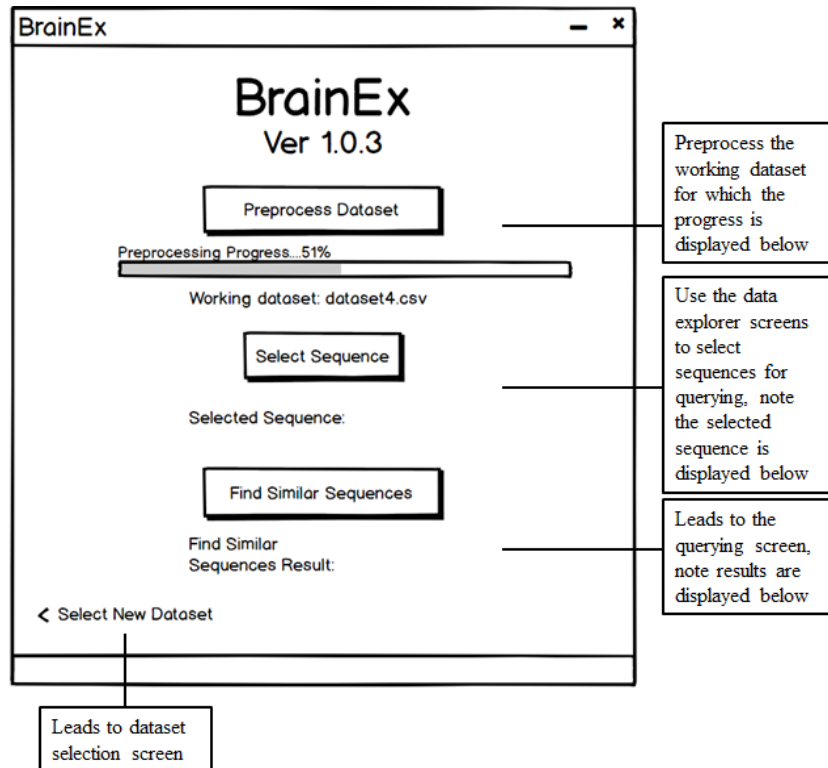 BrainEx
BrainEx
Ver 1.0.3
Preprocess Dataset
Preprocessing Progress....51%
Working dataset: dataset4.csv
Select Sequence
Selected Sequence:
Find Similar Sequences
Find Similar
Sequences Result:
< Select New Dataset
Preprocess the
working dataset
for which the
progress is
displayed below
Use the data
explorer screens
to select
sequences for
querying, note
the selected
sequence is
displayed below
Leads to the
querying screen,
note results are
displayed below
Leads to dataset
selection screen